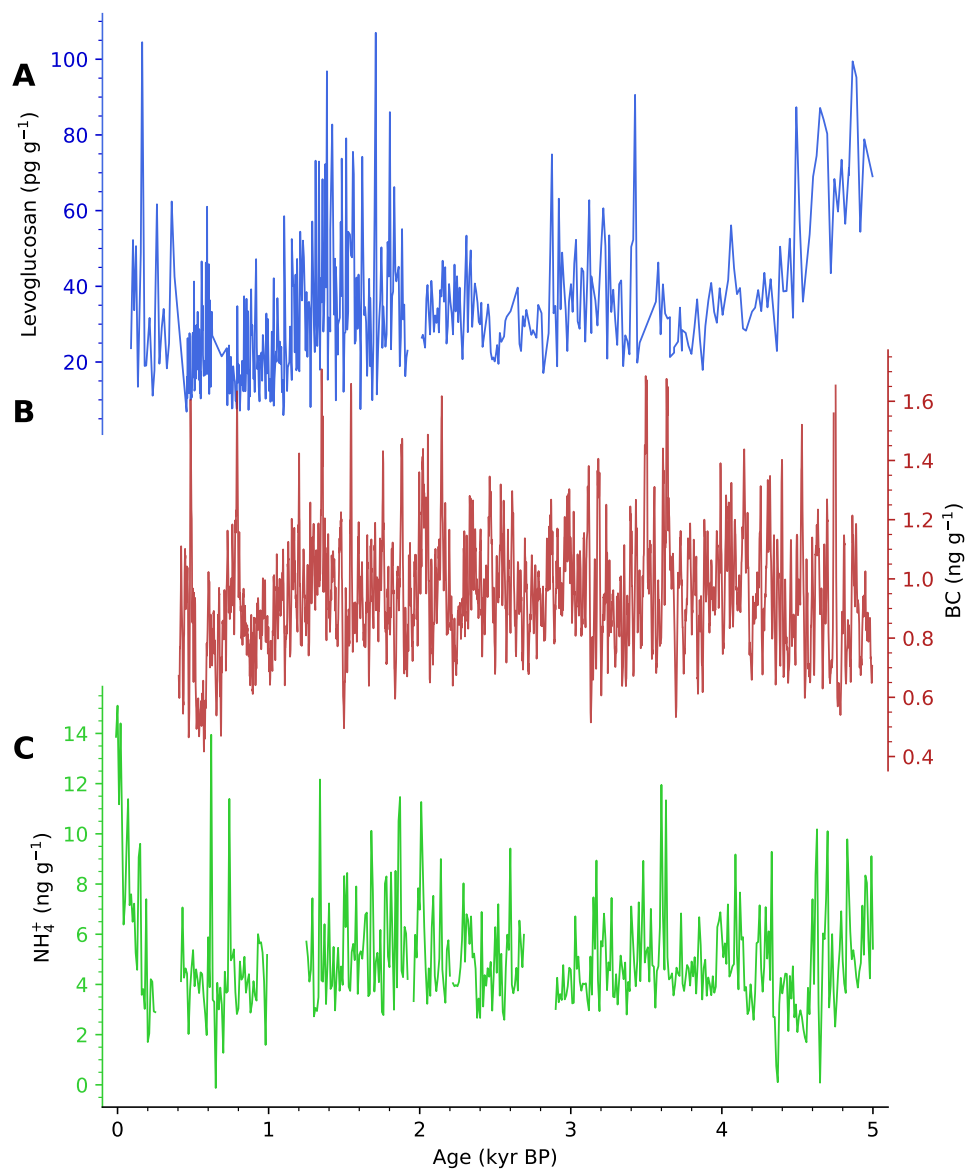 A
Levoglucosan (pg g⁻¹)
100
80
60
40
20
B
BC (ng g⁻¹)
1.6
1.4
1.2
1.0
0.8
0.6
0.4
C
NH₄⁺ (ng g⁻¹)
14
12
10
8
6
4
2
0
0 1 2 3 4 5
Age (kyr BP)